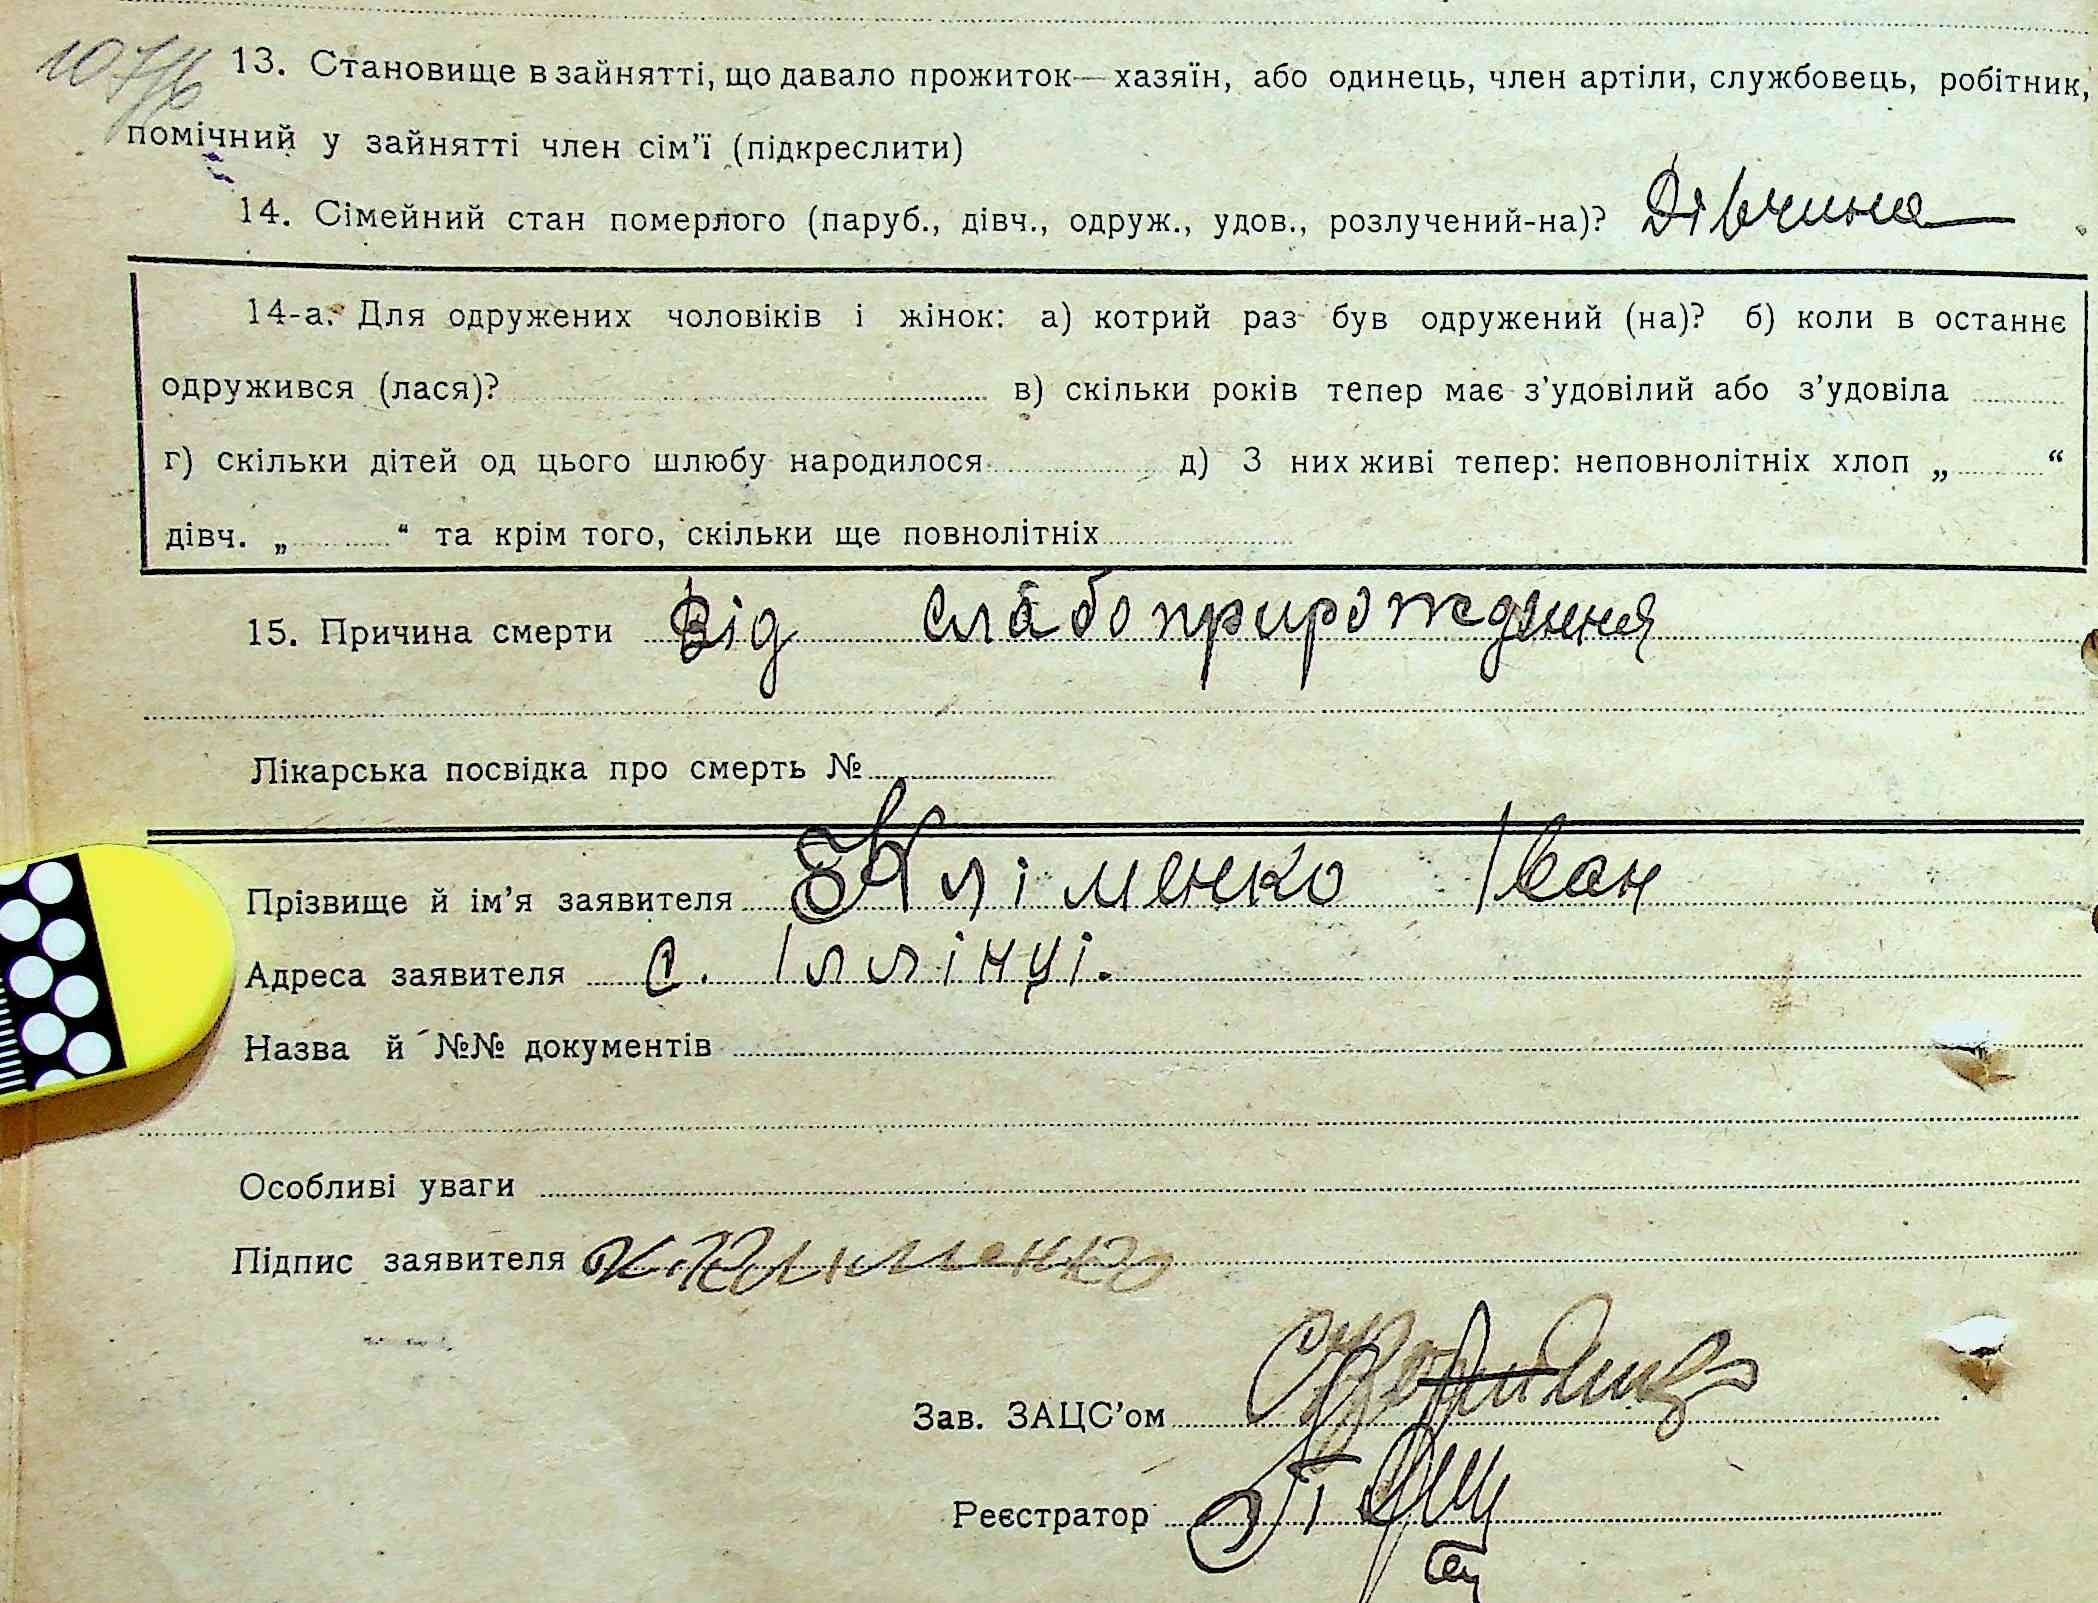 13. Становище в зайнятті, що давало прожиток—хазяїн, або одинець, член артіли, службовець, робітник,
помічний у зайнятті член сім’ї (підкреслити)
14. Сімейний стан померлого (паруб., дівч., одруж., удов., розлучений-на)? Дівчина
14-а. Для одружених чоловіків і жінок: а) котрий раз був одружений (на)? б) коли в останнє
одружився (лася)? в) скільки років тепер має з’удовілий або з’удовіла
г) скільки дітей од цього шлюбу народилося д) З них живі тепер: неповнолітніх хлоп „ “
дівч. „ “ та крім того, скільки ще повнолітніх
15. Причина смерти Від слабоприрождення
Лікарська посвідка про смерть №
Прізвище й ім’я заявителя Кліменко Іван
Адреса заявителя с. Іллінці.
Назва й №№ документів
Особливі уваги
Підпис заявителя Клименко
Зав. ЗАЦС’ом
Реєстратор